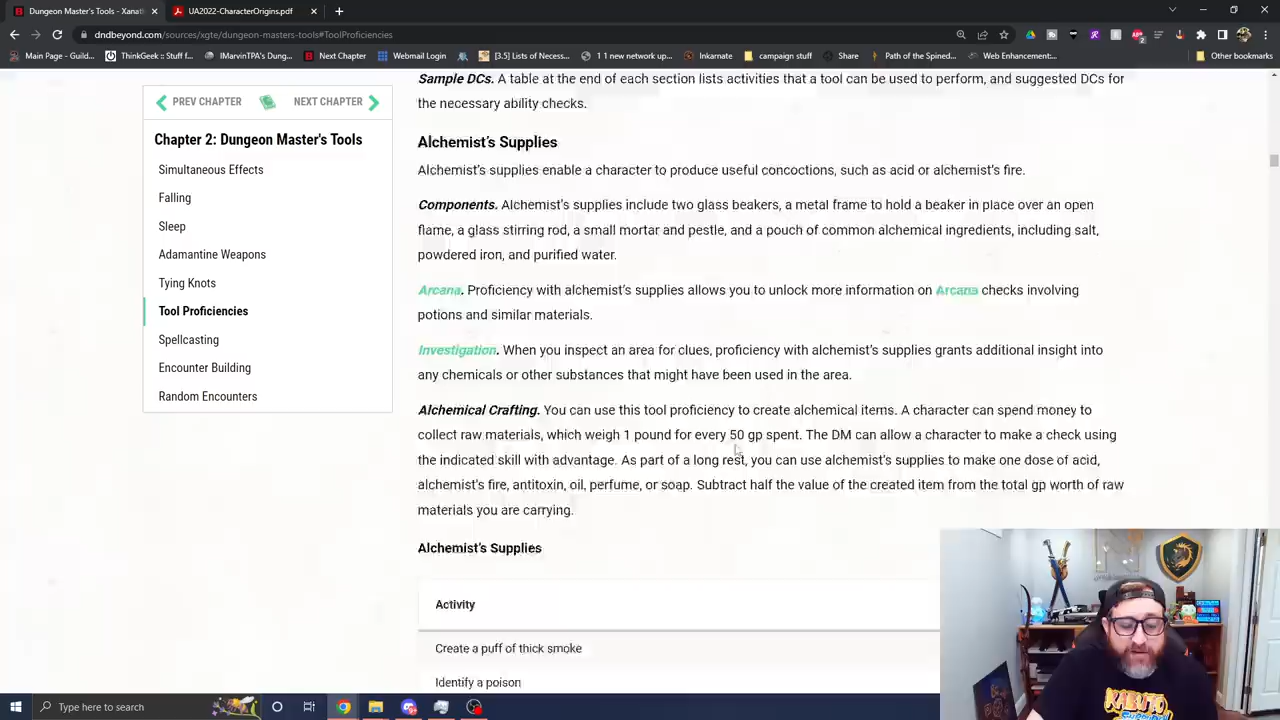 Dungeon Master's Tools - Xanath
UA2022-CharacterOrigins.pdf
dndbeyond.com/sources/xgte/dungeon-masters-tools#ToolProficiencies
Main Page - Guild...
ThinkGeek :: Stuff f...
IMarvinTPA's DND...
Next Chapter
Webmail Login
[3.5] Lists of Necess...
1 1 new network up...
Inkarnate
campaign stuff
Share
Path of the Spined...
Web Enhancement:...
Other bookmarks
PREV CHAPTER
NEXT CHAPTER
Chapter 2: Dungeon Master's Tools
Simultaneous Effects
Falling
Sleep
Adamantine Weapons
Tying Knots
Tool Proficiencies
Spellcasting
Encounter Building
Random Encounters
Sample DCs. A table at the end of each section lists activities that a tool can be used to perform, and suggested DCs for
the necessary ability checks.
Alchemist's Supplies
Alchemist's supplies enable a character to produce useful concoctions, such as acid or alchemist's fire.
Components. Alchemist's supplies include two glass beakers, a metal frame to hold a beaker in place over an open
flame, a glass stirring rod, a small mortar and pestle, and a pouch of common alchemical ingredients, including salt,
powdered iron, and purified water.
Arcana. Proficiency with alchemist's supplies allows you to unlock more information on Arcana checks involving
potions and similar materials.
Investigation. When you inspect an area for clues, proficiency with alchemist's supplies grants additional insight into
any chemicals or other substances that might have been used in the area.
Alchemical Crafting. You can use this tool proficiency to create alchemical items. A character can spend money to
collect raw materials, which weigh 1 pound for every 50 gp spent. The DM can allow a character to make a check using
the indicated skill with advantage. As part of a long rest, you can use alchemist's supplies to make one dose of acid,
alchemist's fire, antitoxin, oil, perfume, or soap. Subtract half the value of the created item from the total gp worth of raw
materials you are carrying.
Alchemist's Supplies
Activity
Create a puff of thick smoke
Identify a poison
KABUTO
Type here to search